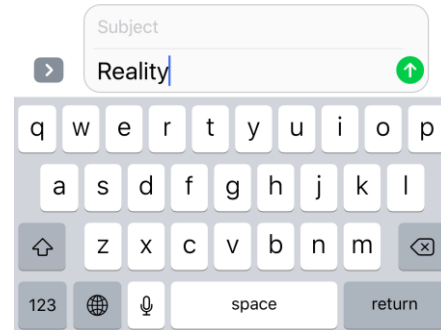 Subject
Reality
q w e r t y u i o p
a s d f g h j k l
z x c v b n m
123 space return